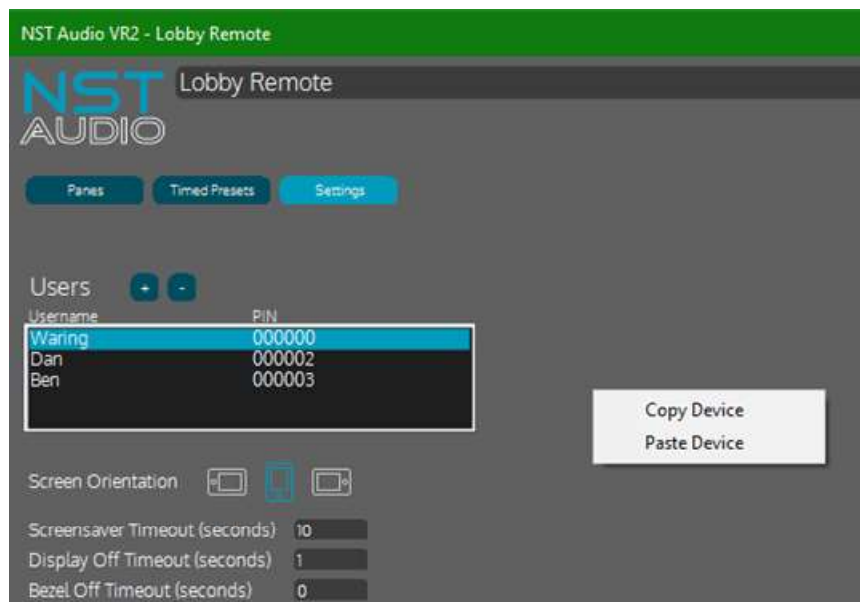 NST Audio VR2 - Lobby Remote
NST
AUDIO
Lobby Remote
Panes Timed Presets Settings
Users + -
Username PIN
Waring 000000
Dan 000002
Ben 000003
Copy Device
Paste Device
Screen Orientation
Screensaver Timeout (seconds) 10
Display Off Timeout (seconds) 1
Bezel Off Timeout (seconds) 0